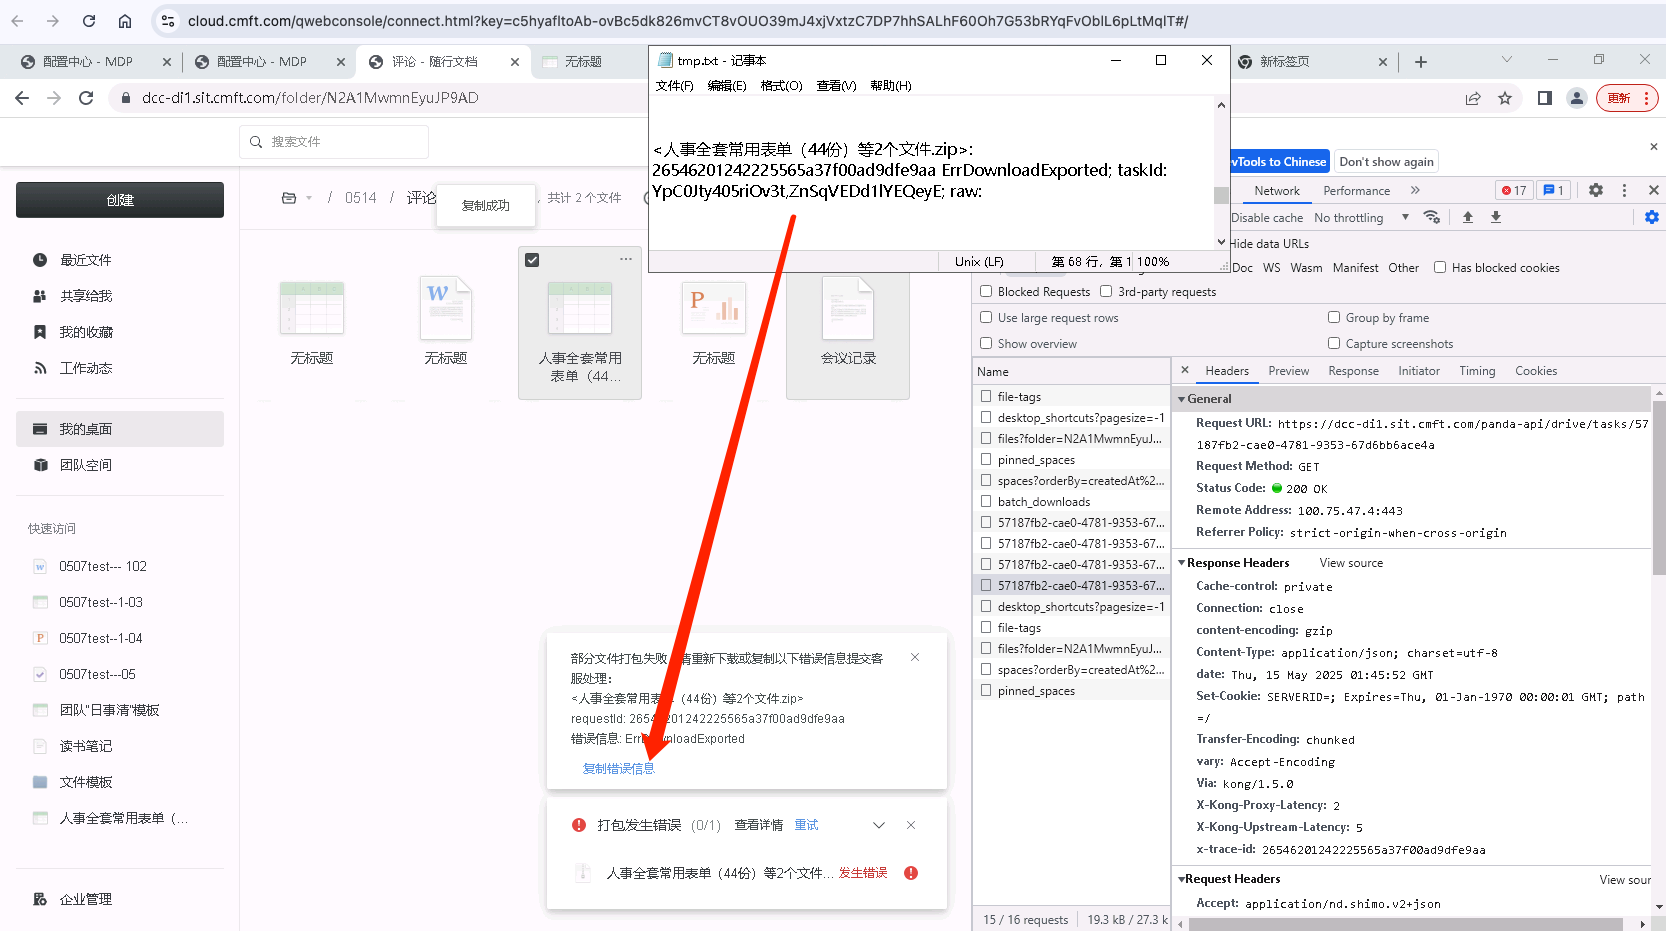 cloud.cmft.com/qwebconsole/connect.html?key=c5hyafltoAb-ovBc5dk826mvCT8vOUO39mJ4xjVxtzC7DP7hhSALhF60Oh7G53bRYqFvOblL6pLtMqIT#/
配置中心 - MDP
配置中心 - MDP
评论 - 随行文档
无标题
新标签页
dcc-di1.sit.cmft.com/folder/N2A1MwmnEyuJP9AD
更新
tmp.txt - 记事本
文件(F) 编辑(E) 格式(O) 查看(V) 帮助(H)
<人事全套常用表单（44份）等2个文件.zip>:
26546201242225565a37f00ad9dfe9aa ErrDownloadExported; taskId:
YpC0Jty405riOv3t,ZnSqVEDd1lYEQeyE; raw:
Unix (LF)
第 68 行，第 1
100%
搜索文件
创建
最近文件
共享给我
我的收藏
工作动态
我的桌面
团队空间
快速访问
0507test--- 102
0507test--1-03
0507test--1-04
0507test---05
团队"日事清"模板
读书笔记
文件模板
人事全套常用表单（...
企业管理
/ 0514 / 评论
复制成功
, 共计 2 个文件
W
无标题
无标题
人事全套常用
表单（44...
P
无标题
会议记录
部分文件打包失败
请重新下载或复制以下错误信息提交客
服处理：
<人事全套常用表
（44份）等2个文件.zip>
requestId: 26546201242225565a37f00ad9dfe9aa
错误信息: ErrDownloadExported
复制错误信息
打包发生错误 (0/1) 查看详情 重试
人事全套常用表单（44份）等2个文件... 发生错误
vTools to Chinese
Don't show again
Network
Performance
17
1
Disable cache
No throttling
Hide data URLs
Doc WS Wasm Manifest Other
Has blocked cookies
Blocked Requests
3rd-party requests
Use large request rows
Group by frame
Show overview
Capture screenshots
Name
file-tags
desktop_shortcuts?pagesize=-1
files?folder=N2A1MwmnEyuJ...
pinned_spaces
spaces?orderBy=createdAt%2...
batch_downloads
57187fb2-cae0-4781-9353-67...
57187fb2-cae0-4781-9353-67...
57187fb2-cae0-4781-9353-67...
57187fb2-cae0-4781-9353-67...
desktop_shortcuts?pagesize=-1
file-tags
files?folder=N2A1MwmnEyuJ...
spaces?orderBy=createdAt%2...
pinned_spaces
15 / 16 requests
19.3 kB / 27.3 k
Headers Preview Response Initiator Timing Cookies
General
Request URL: https://dcc-di1.sit.cmft.com/panda-api/drive/tasks/57
187fb2-cae0-4781-9353-67d6bb6ace4a
Request Method: GET
Status Code: 200 OK
Remote Address: 100.75.47.4:443
Referrer Policy: strict-origin-when-cross-origin
Response Headers View source
Cache-control: private
Connection: close
content-encoding: gzip
Content-Type: application/json; charset=utf-8
date: Thu, 15 May 2025 01:45:52 GMT
Set-Cookie: SERVERID=; Expires=Thu, 01-Jan-1970 00:00:01 GMT; path
=/
Transfer-Encoding: chunked
vary: Accept-Encoding
Via: kong/1.5.0
X-Kong-Proxy-Latency: 2
X-Kong-Upstream-Latency: 5
x-trace-id: 26546201242225565a37f00ad9dfe9aa
Request Headers
View sour
Accept: application/nd.shimo.v2+json